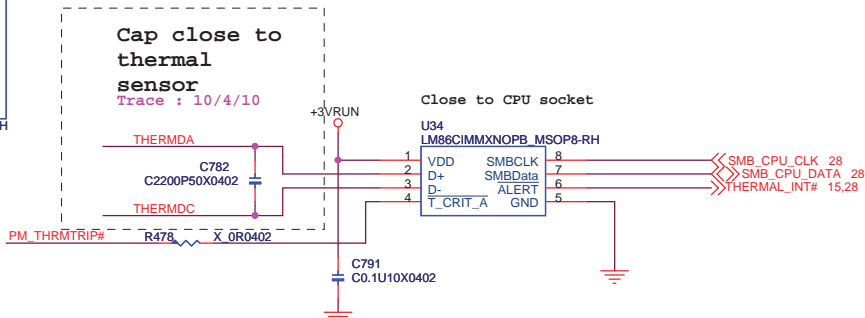 Cap close to
thermal
sensor
Trace : 10/4/10
H
+3VRUN
Close to CPU socket
U34
LM86CIMMXNOPB_MSOP8-RH
THERMDA
C782
C2200P50X0402
THERMDC
1 VDD SMBCLK 8
2 D+ SMBData 7
3 D- ALERT 6
4 T_CRIT_A GND 5
SMB_CPU_CLK 28
SMB_CPU_DATA 28
THERMAL_INT# 15,28
PM_THRMTRIP#
R478 X_0R0402
C791
C0.1U10X0402